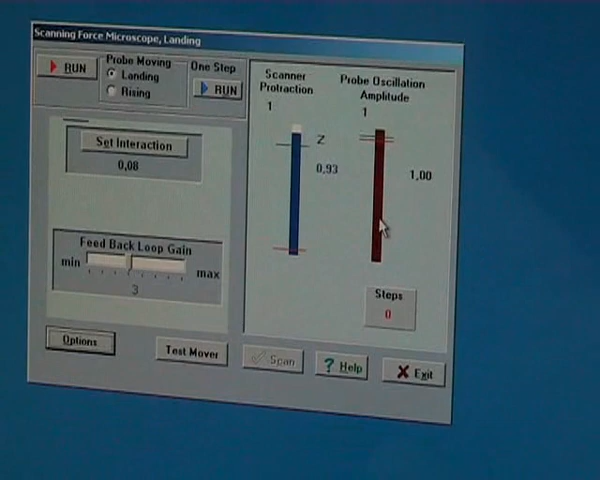 Scanning Force Microscope, Landing
RUN
Probe Moving
Landing
Rising
One Step
RUN
Set Interaction
0,08
Feed Back Loop Gain
min
max
3
Options
Test Mover
Scanner
Protraction
1
Z
0,93
Probe Oscillation
Amplitude
1
1,00
Steps
0
Scan
Help
Exit